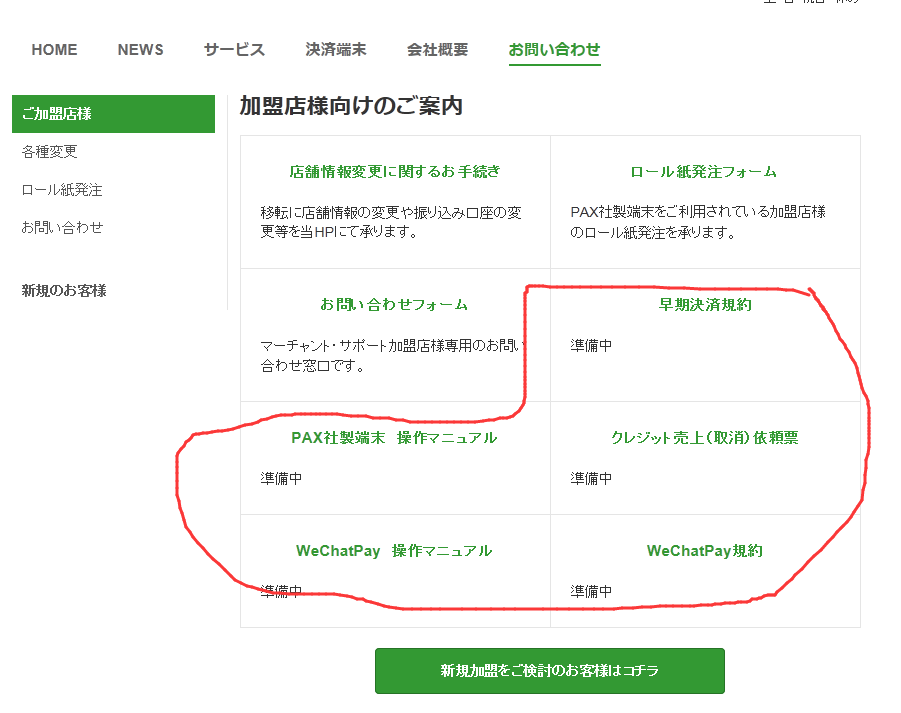 HOME NEWS サービス 決済端末 会社概要 お問い合わせ
ご加盟店様
各種変更
ロール紙発注
お問い合わせ
新規のお客様
加盟店様向けのご案内
店舗情報変更に関するお手続き
移転に店舗情報の変更や振り込み口座の変
更等を当HPにて承ります。
ロール紙発注フォーム
PAX社製端末をご利用されている加盟店様
のロール紙発注を承ります。
お問い合わせフォーム
マーチャント・サポート加盟店様専用のお問い
合わせ窓口です。
早期決済規約
準備中
PAX社製端末 操作マニュアル
準備中
クレジット売上(取消)依頼票
準備中
WeChatPay 操作マニュアル
準備中
WeChatPay規約
準備中
新規加盟をご検討のお客様はコチラ